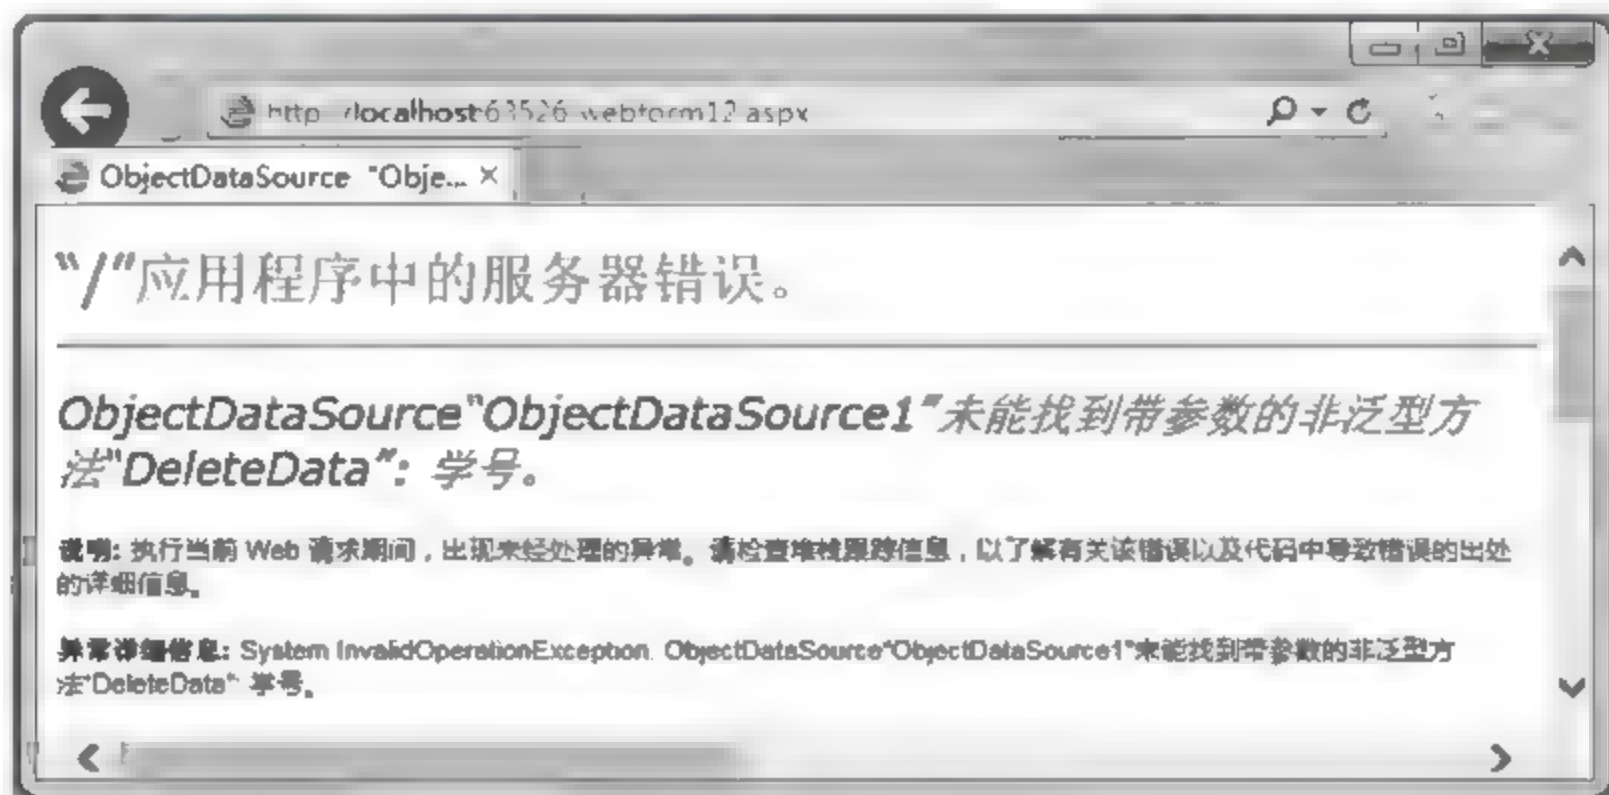 http://localhost:63526/webform12.aspx
ObjectDataSource "Obje... ×
"/"应用程序中的服务器错误。
ObjectDataSource"ObjectDataSource1"未能找到带参数的非泛型方
法"DeleteData": 学号。
说明: 执行当前 Web 请求期间，出现未经处理的异常。请检查堆栈跟踪信息，以了解有关该错误以及代码中导致错误的出处
的详细信息。
异常详细信息: System.InvalidOperationException: ObjectDataSource"ObjectDataSource1"未能找到带参数的非泛型方
法"DeleteData": 学号。